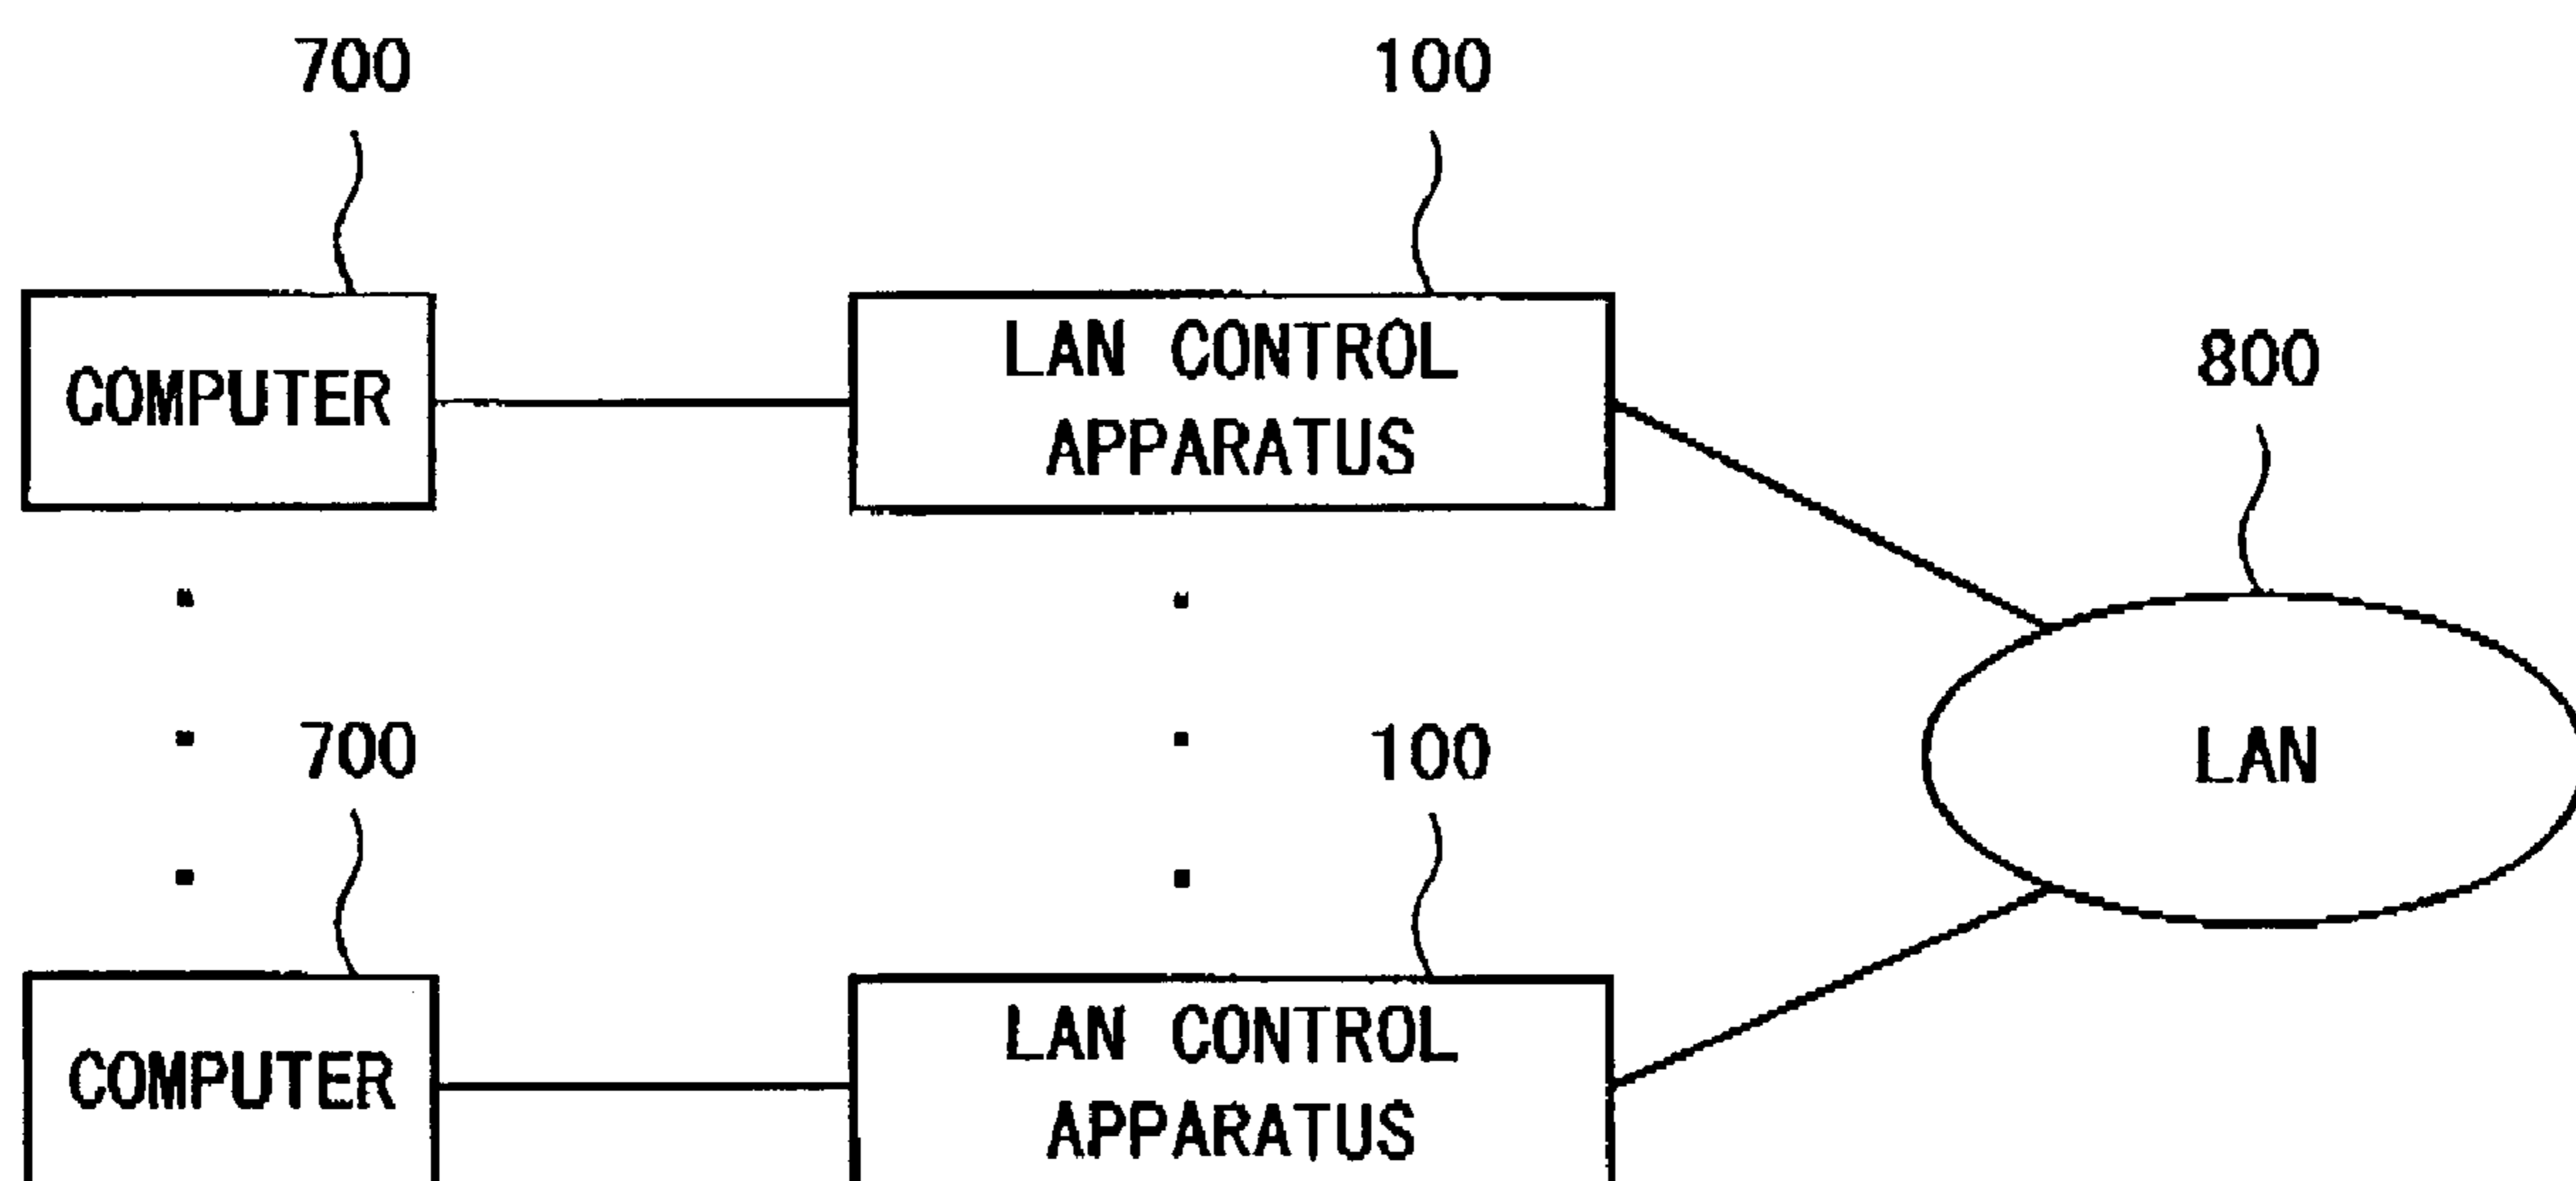 700
100
COMPUTER
LAN CONTROL
APPARATUS
800
700
100
LAN
COMPUTER
LAN CONTROL
APPARATUS